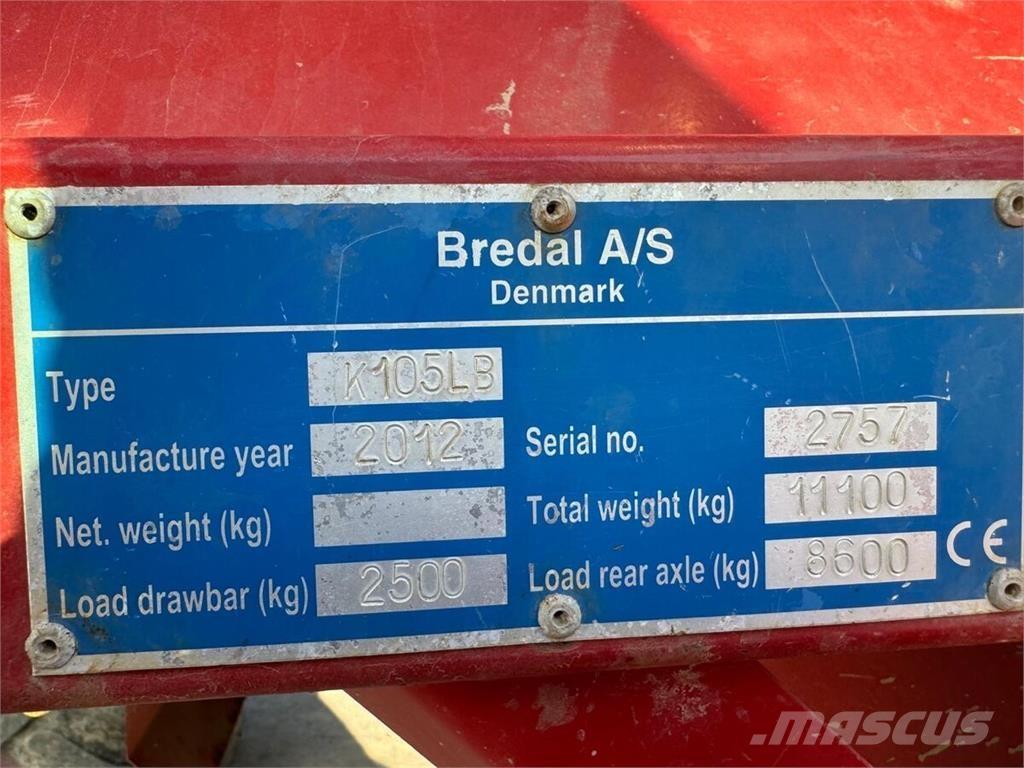 Bredal A/S
Denmark
Type K105LB
Manufacture year 2012
Serial no. 2757
Net. weight (kg)
Total weight (kg) 11100
Load drawbar (kg) 2500
Load rear axle (kg) 8600
CE
MASCUS